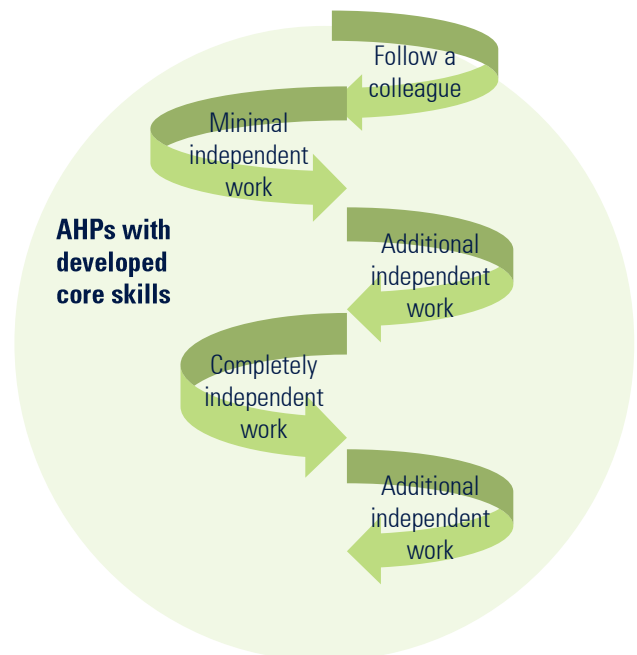 Follow a
colleague
Minimal
independent
work
AHPs with
developed
core skills
Additional
independent
work
Completely
independent
work
Additional
independent
work